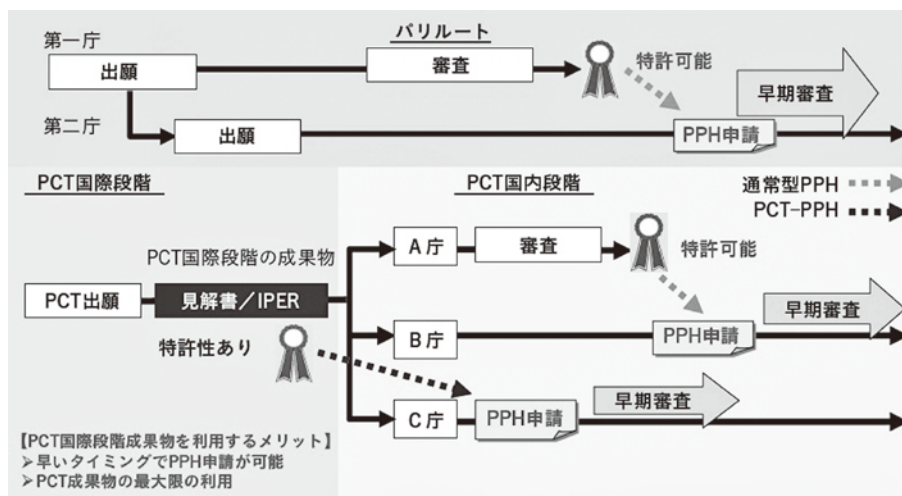 パリルート
第一庁
出願
審査
特許可能
早期審査
第二庁
出願
PPH申請
PCT国際段階
PCT国内段階
通常型PPH
PCT-PPH
PCT国際段階の成果物
A庁
審査
特許可能
PCT出願
見解書/IPER
早期審査
特許性あり
B庁
PPH申請
早期審査
C庁
PPH申請
【PCT国際段階成果物を利用するメリット】
➢早いタイミングでPPH申請が可能
➢PCT成果物の最大限の利用